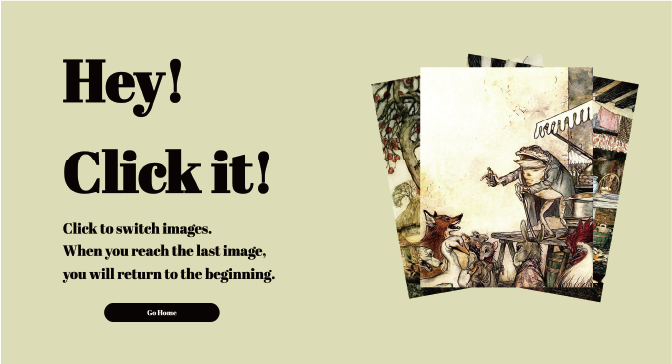 Hey!
Click it!
Click to switch images.
When you reach the last image,
you will return to the beginning.
Go Home